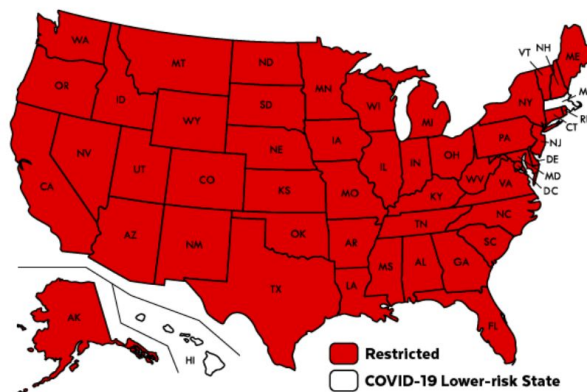 WA
MT
ND
MN
VT
NH
ME
OR
ID
SD
WI
NY
M
WY
MI
RI
CT
IA
PA
NJ
NE
NV
UT
CO
IL
IN
OH
DE
MD
WV
VA
DC
CA
KS
MO
KY
NC
TN
AZ
NM
OK
AR
SC
MS
AL
GA
TX
LA
FL
AK
HI
Restricted
COVID-19 Lower-risk State